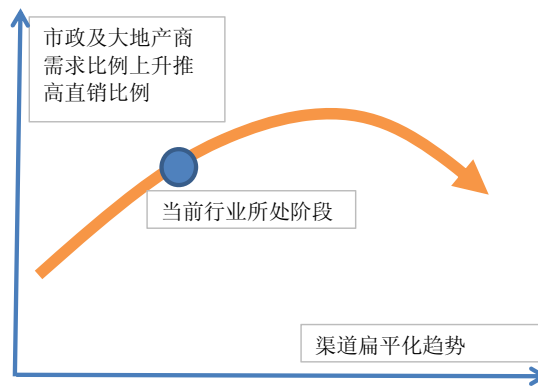 市政及大地产商
需求比例上升推
高直销比例
当前行业所处阶段
渠道扁平化趋势